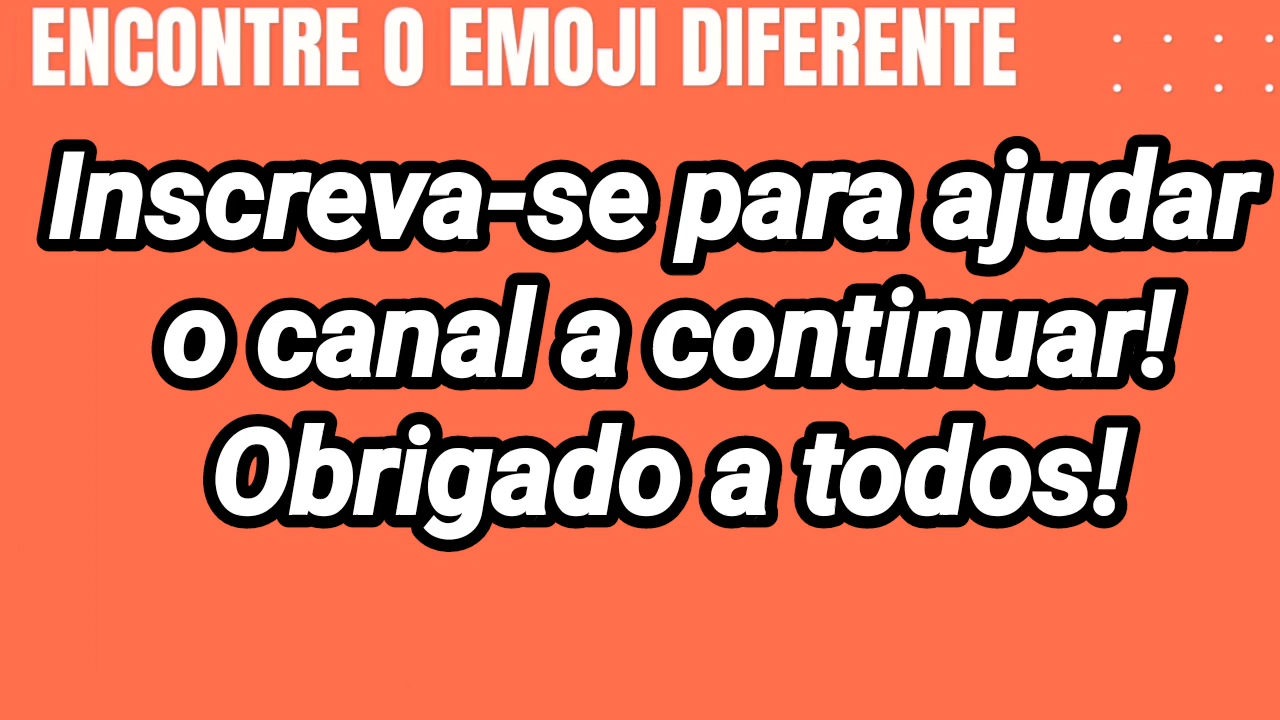 ENCONTRE O EMOJI DIFERENTE
Inscreva-se para ajudar
o canal a continuar!
Obrigado a todos!